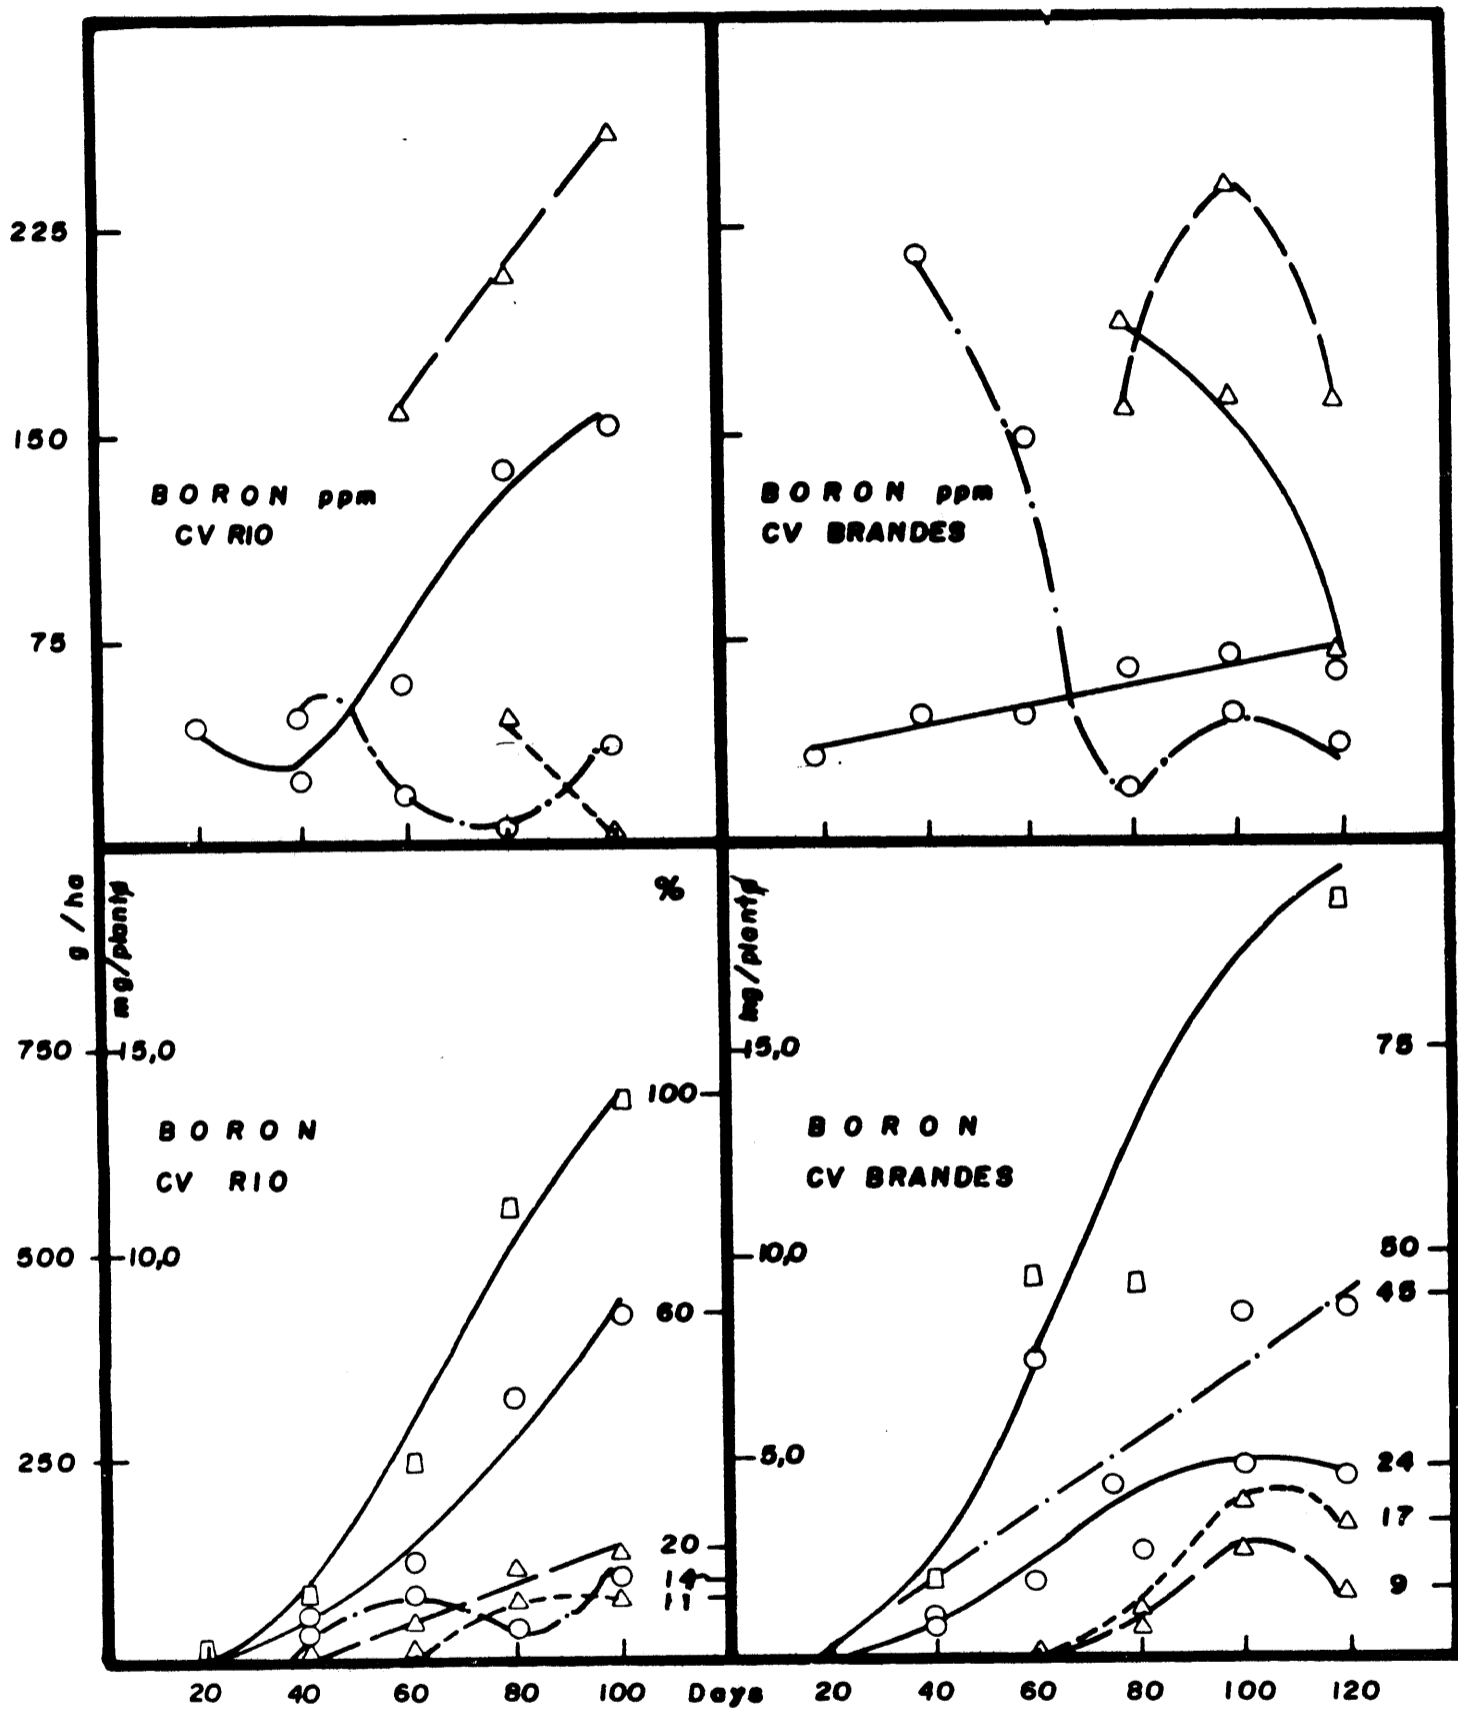 225
150
75
BORON ppm
CV RIO
BORON ppm
CV BRANDES
g/ha
mg/plant
%
mg/plant
750
15,0
500
10,0
250
BORON
CV RIO
100
60
20
14
11
15,0
10,0
5,0
BORON
CV BRANDES
75
50
45
24
17
9
20 40 60 80 100 Days 20 40 60 80 100 120